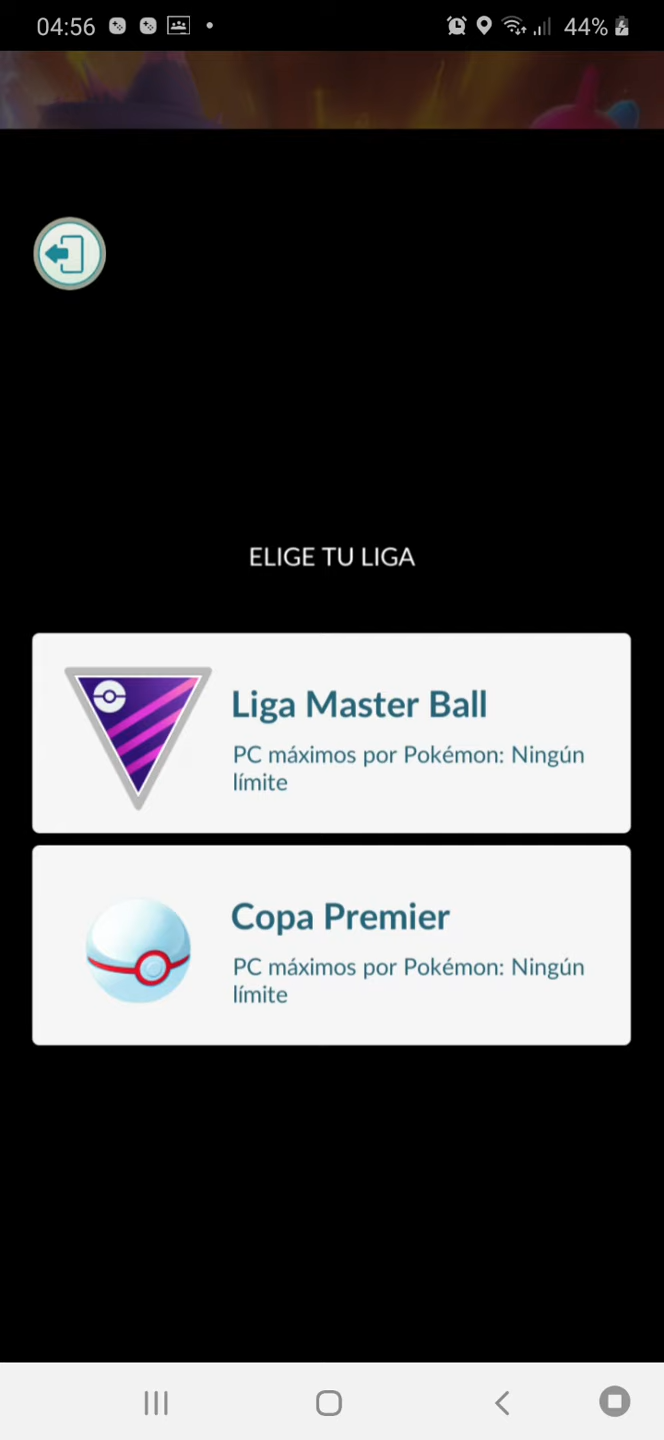 04:56
44%
ELIGE TU LIGA
Liga Master Ball
PC máximos por Pokémon: Ningún
límite
Copa Premier
PC máximos por Pokémon: Ningún
límite